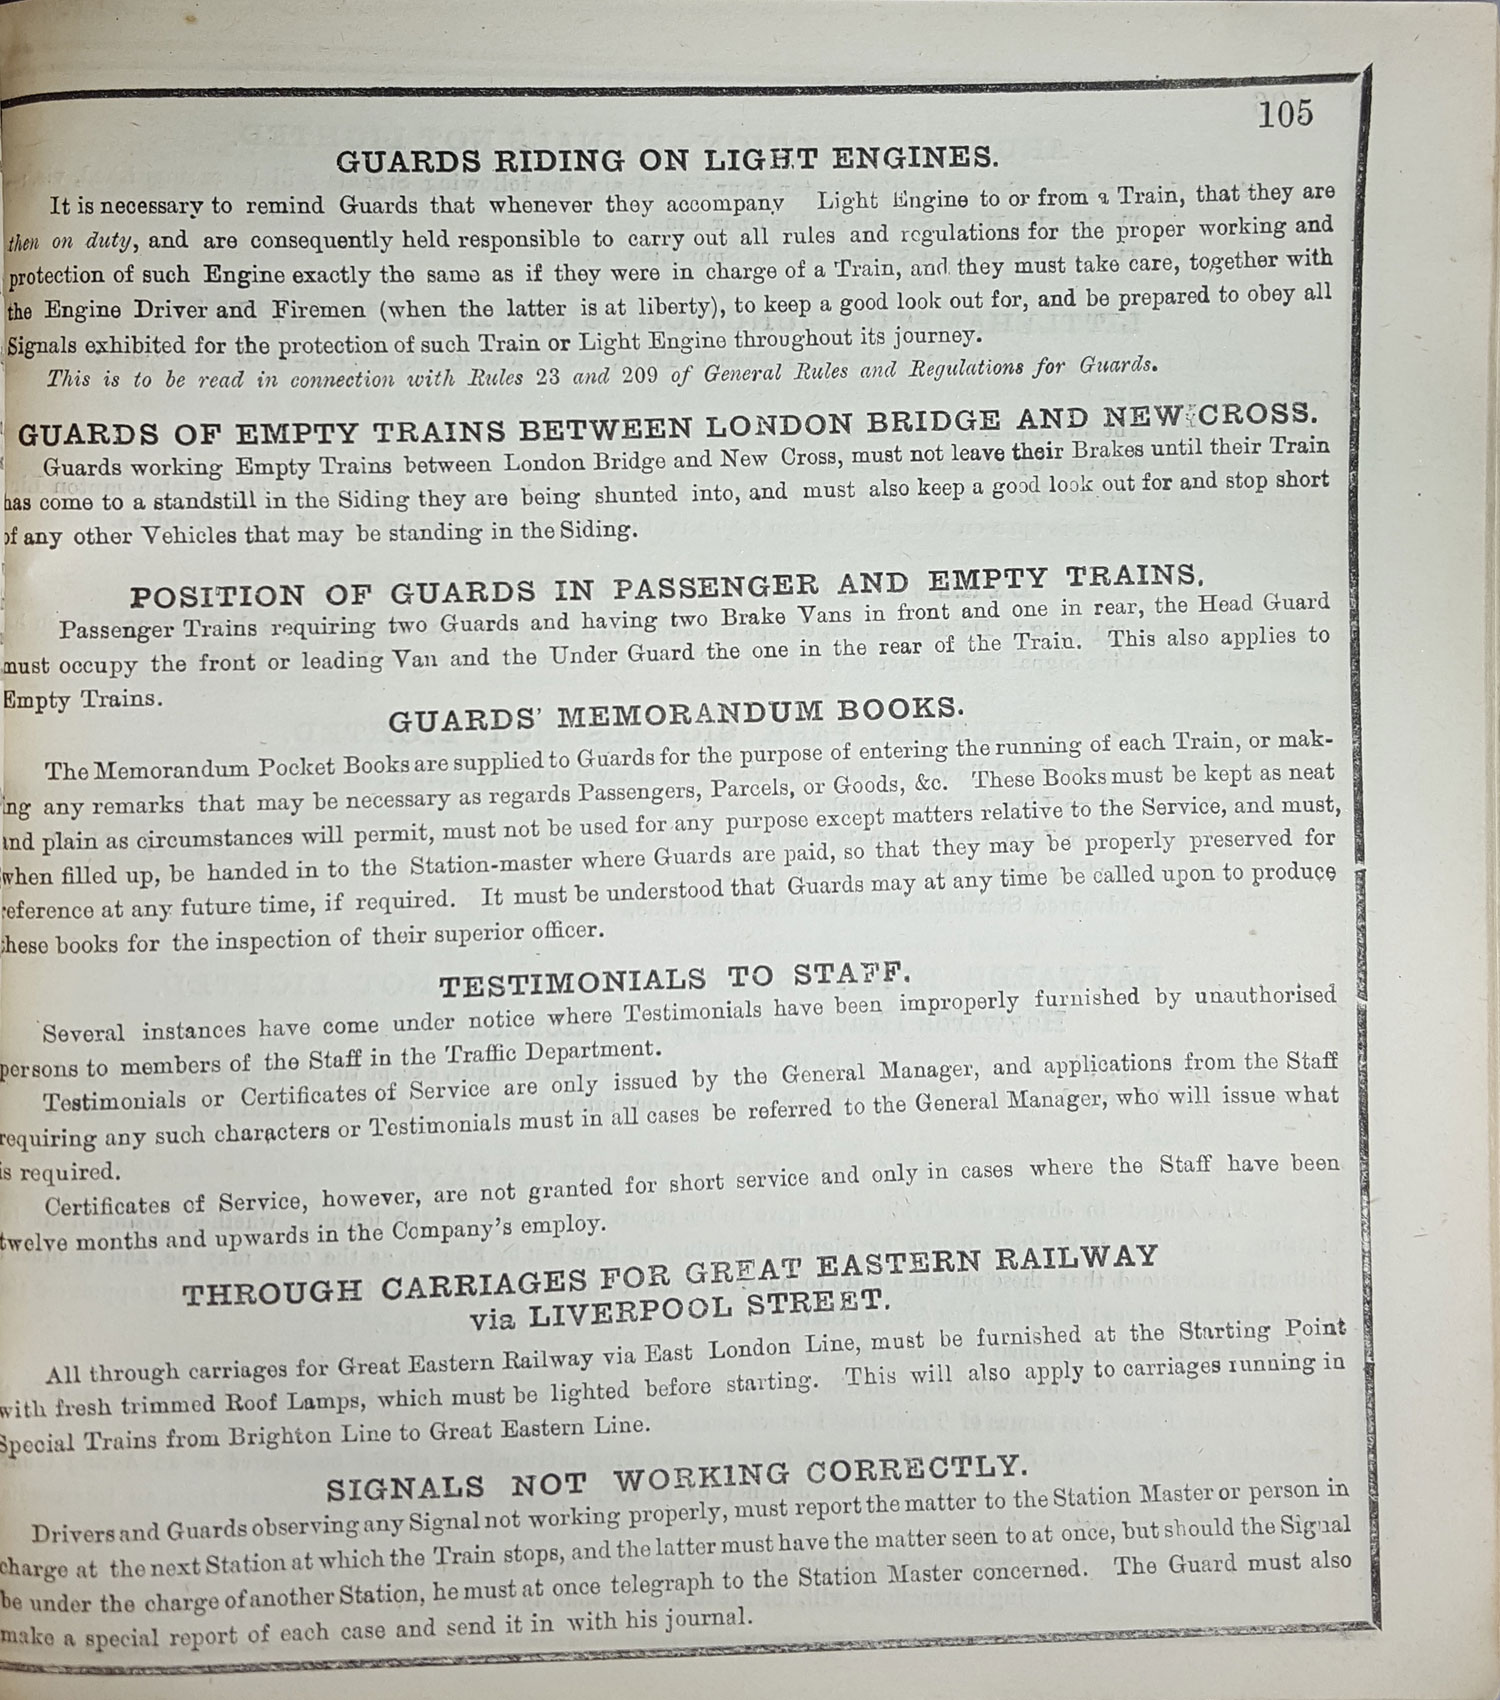 105
GUARDS RIDING ON LIGHT ENGINES.
It is necessary to remind Guards that whenever they accompany Light Engine to or from a Train, that they are
then on duty, and are consequently held responsible to carry out all rules and regulations for the proper working and
protection of such Engine exactly the same as if they were in charge of a Train, and they must take care, together with
the Engine Driver and Firemen (when the latter is at liberty), to keep a good look out for, and be prepared to obey all
Signals exhibited for the protection of such Train or Light Engine throughout its journey.
This is to be read in connection with Rules 23 and 209 of General Rules and Regulations for Guards.
GUARDS OF EMPTY TRAINS BETWEEN LONDON BRIDGE AND NEW CROSS.
Guards working Empty Trains between London Bridge and New Cross, must not leave their Brakes until their Train
has come to a standstill in the Siding they are being shunted into, and must also keep a good look out for and stop short
of any other Vehicles that may be standing in the Siding.
POSITION OF GUARDS IN PASSENGER AND EMPTY TRAINS.
Passenger Trains requiring two Guards and having two Brake Vans in front and one in rear, the Head Guard
must occupy the front or leading Van and the Under Guard the one in the rear of the Train. This also applies to
Empty Trains.
GUARDS' MEMORANDUM BOOKS.
The Memorandum Pocket Books are supplied to Guards for the purpose of entering the running of each Train, or mak-
ing any remarks that may be necessary as regards Passengers, Parcels, or Goods, &c. These Books must be kept as neat
and plain as circumstances will permit, must not be used for any purpose except matters relative to the Service, and must,
when filled up, be handed in to the Station-master where Guards are paid, so that they may be properly preserved for
reference at any future time, if required. It must be understood that Guards may at any time be called upon to produce
these books for the inspection of their superior officer.
TESTIMONIALS TO STAFF.
Several instances have come under notice where Testimonials have been improperly furnished by unauthorised
persons to members of the Staff in the Traffic Department.
Testimonials or Certificates of Service are only issued by the General Manager, and applications from the Staff
requiring any such characters or Testimonials must in all cases be referred to the General Manager, who will issue what
is required.
Certificates of Service, however, are not granted for short service and only in cases where the Staff have been
twelve months and upwards in the Company's employ.
THROUGH CARRIAGES FOR GREAT EASTERN RAILWAY
via LIVERPOOL STREET.
All through carriages for Great Eastern Railway via East London Line, must be furnished at the Starting Point
with fresh trimmed Roof Lamps, which must be lighted before starting. This will also apply to carriages running in
Special Trains from Brighton Line to Great Eastern Line.
SIGNALS NOT WORKING CORRECTLY.
Drivers and Guards observing any Signal not working properly, must report the matter to the Station Master or person in
charge at the next Station at which the Train stops, and the latter must have the matter seen to at once, but should the Signal
be under the charge of another Station, he must at once telegraph to the Station Master concerned. The Guard must also
make a special report of each case and send it in with his journal.